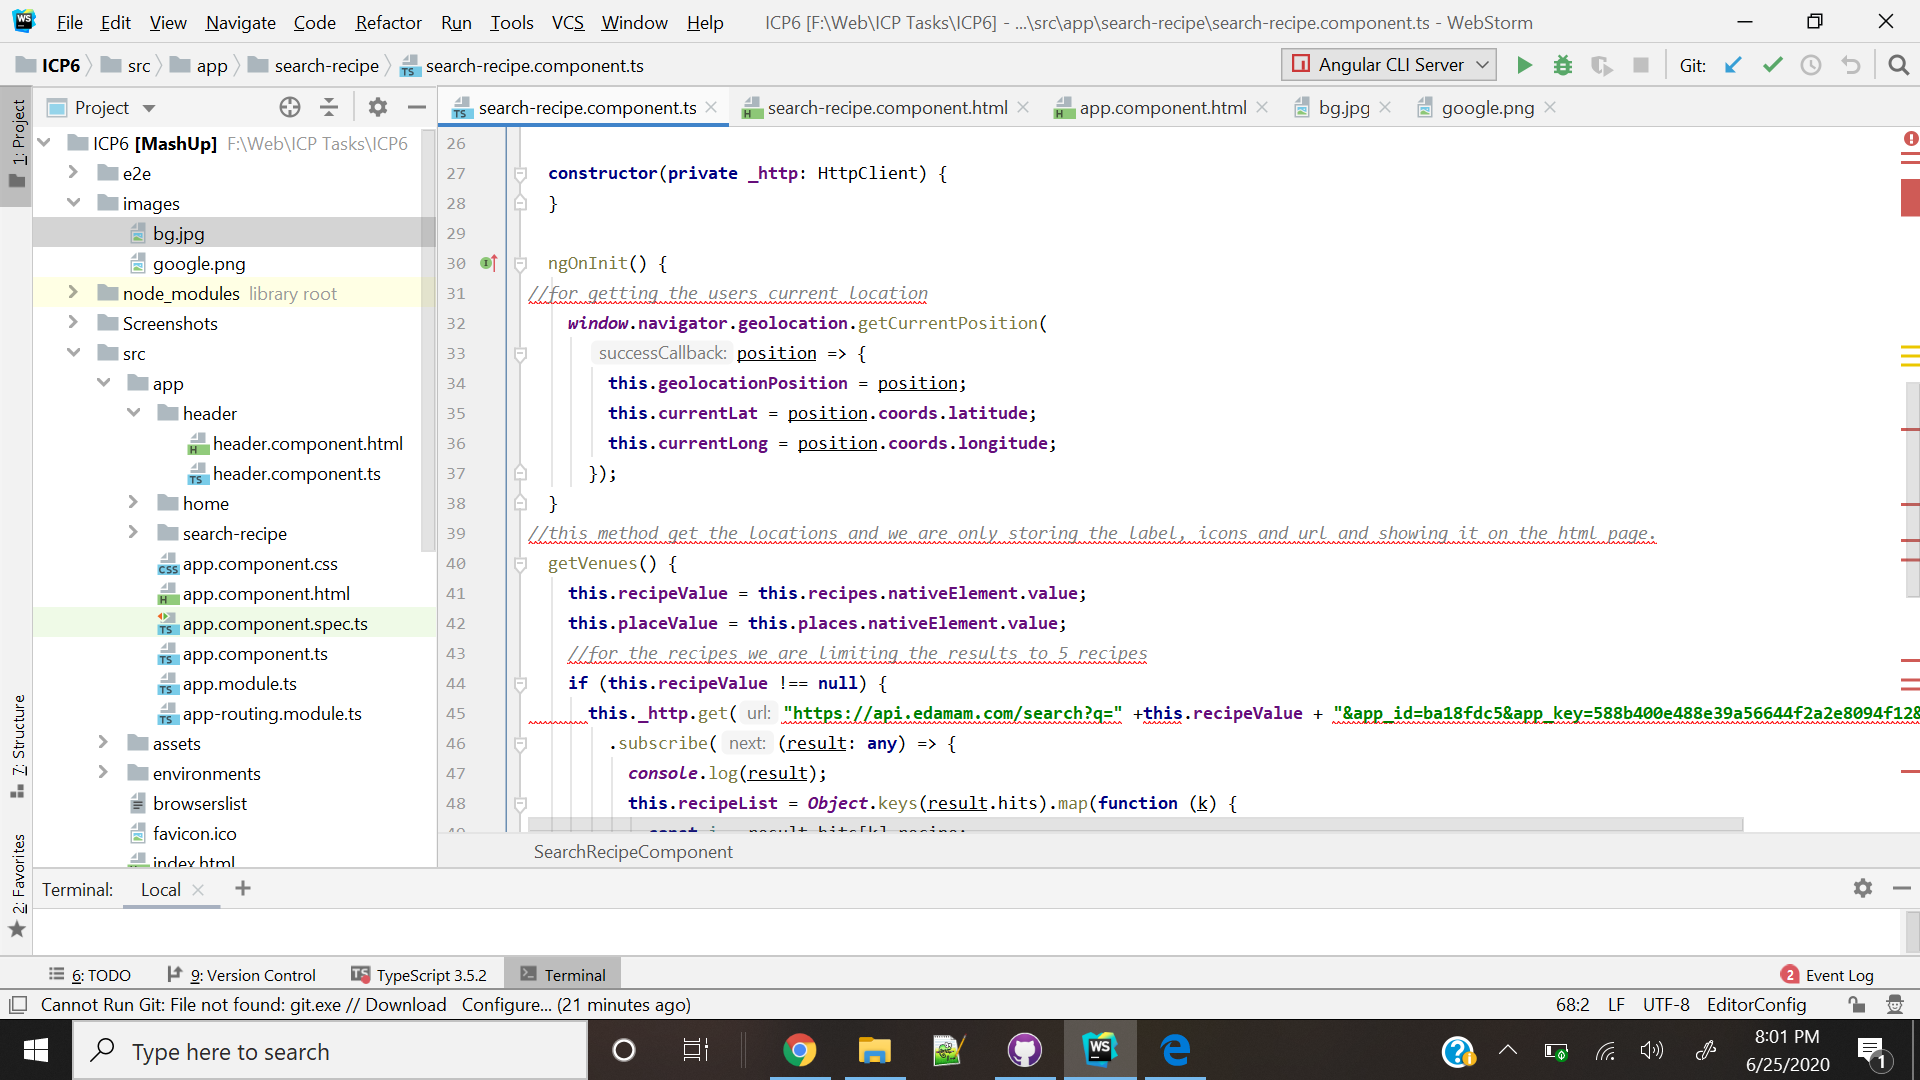 File Edit View Navigate Code Refactor Run Tools VCS Window Help ICP6 [F:\Web\ICP Tasks\ICP6] - ...\src\app\search-recipe\search-recipe.component.ts - WebStorm
ICP6 src app search-recipe search-recipe.component.ts Angular CLI Server Git:
Project search-recipe.component.ts search-recipe.component.html app.component.html bg.jpg google.png
1: Project
7: Structure
2: Favorites
ICP6 [MashUp] F:\Web\ICP Tasks\ICP6
e2e
images
bg.jpg
google.png
node_modules library root
Screenshots
src
app
header
header.component.html
header.component.ts
home
search-recipe
app.component.css
app.component.html
app.component.spec.ts
app.component.ts
app.module.ts
app-routing.module.ts
assets
environments
browserslist
favicon.ico
index.html
26
27 constructor(private _http: HttpClient) {
28 }
29
30 ngOnInit() {
31 //for getting the users current location
32 window.navigator.geolocation.getCurrentPosition(
33 successCallback: position => {
34 this.geolocationPosition = position;
35 this.currentLat = position.coords.latitude;
36 this.currentLong = position.coords.longitude;
37 });
38 }
39 //this method get the locations and we are only storing the label, icons and url and showing it on the html page.
40 getVenues() {
41 this.recipeValue = this.recipes.nativeElement.value;
42 this.placeValue = this.places.nativeElement.value;
43 //for the recipes we are limiting the results to 5 recipes
44 if (this.recipeValue !== null) {
45 this._http.get( url: "https://api.edamam.com/search?q=" +this.recipeValue + "&app_id=ba18fdc5&app_key=588b400e488e39a56644f2a2e8094f12&
46 .subscribe( next: (result: any) => {
47 console.log(result);
48 this.recipeList = Object.keys(result.hits).map(function (k) {
SearchRecipeComponent
Terminal: Local
6: TODO 9: Version Control TypeScript 3.5.2 Terminal 2 Event Log
Cannot Run Git: File not found: git.exe // Download Configure... (21 minutes ago) 68:2 LF UTF-8 EditorConfig
Type here to search
8:01 PM
6/25/2020
1